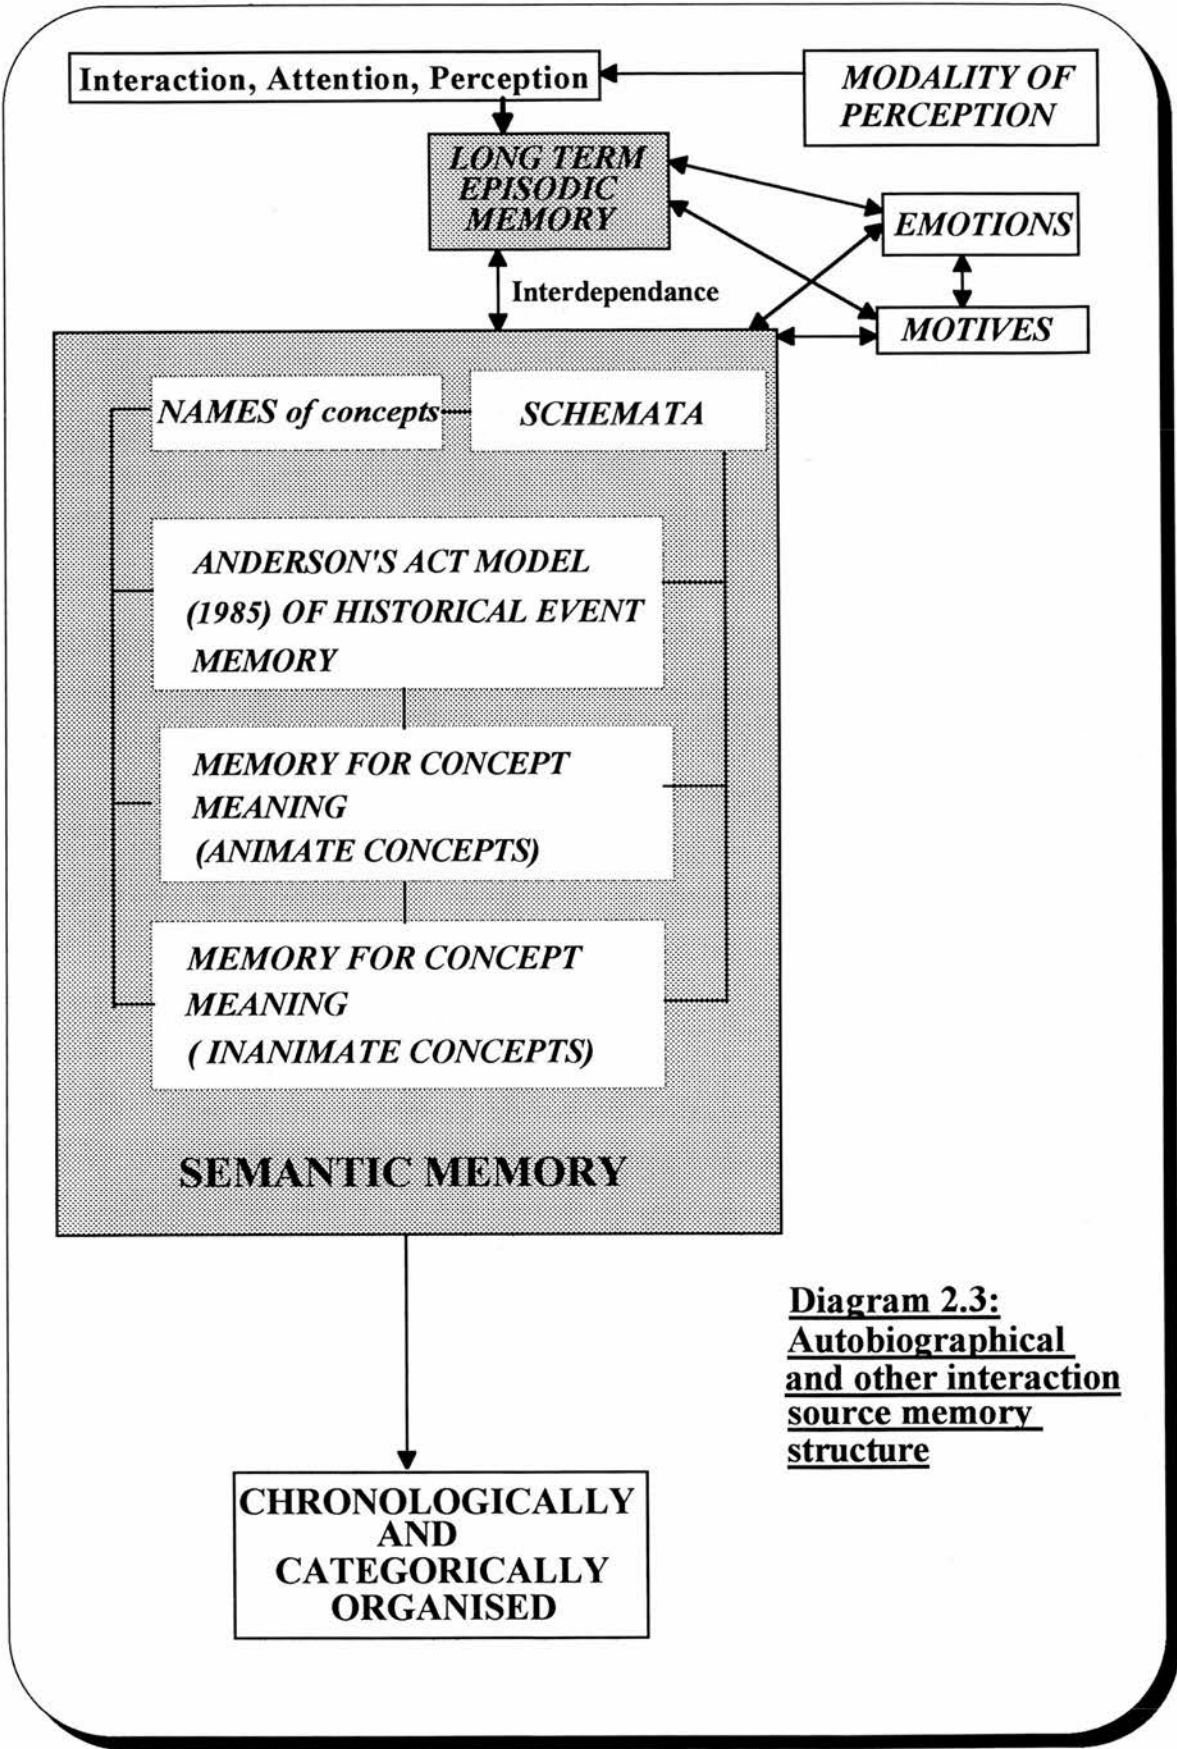 Interaction, Attention, Perception
MODALITY OF
PERCEPTION
LONG TERM
EPISODIC
MEMORY
EMOTIONS
Interdependance
MOTIVES
NAMES of concepts
SCHEMATA
ANDERSON'S ACT MODEL
(1985) OF HISTORICAL EVENT
MEMORY
MEMORY FOR CONCEPT
MEANING
(ANIMATE CONCEPTS)
MEMORY FOR CONCEPT
MEANING
( INANIMATE CONCEPTS)
SEMANTIC MEMORY
Diagram 2.3:
Autobiographical
and other interaction
source memory
structure
CHRONOLOGICALLY
AND
CATEGORICALLY
ORGANISED